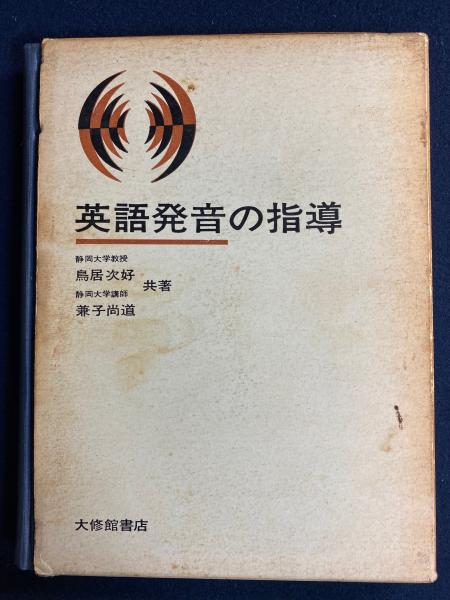 英語発音の指導
静岡大学教授
鳥居次好
静岡大学講師
兼子尚道
共著
大修館書店